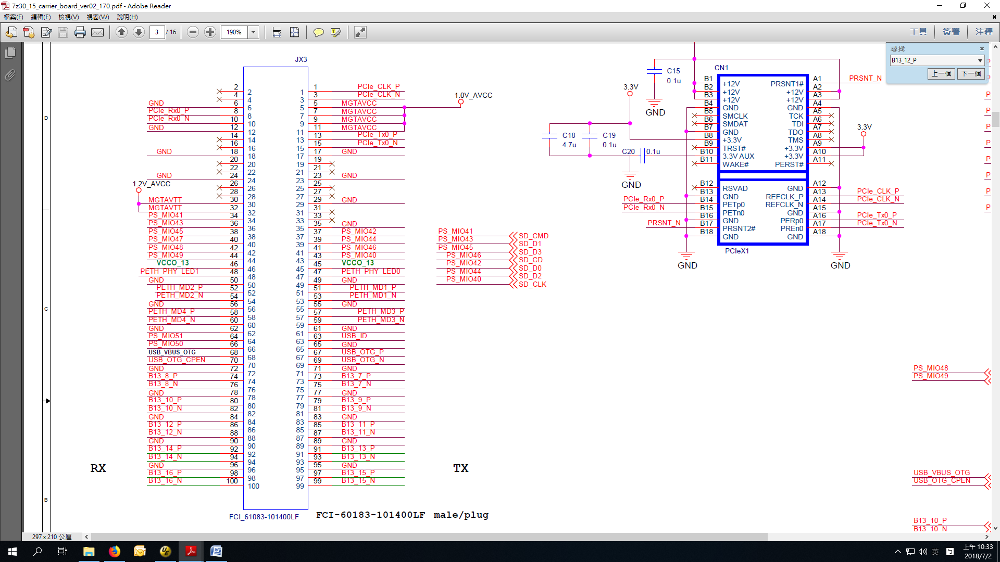 7z30_15_carrier_board_ver02_170.pdf - Adobe Reader
檔案(F) 編輯(E) 檢視(V) 視窗(W) 說明(H)
3 / 16 190% 工具 簽署 注釋
尋找
B13_12_P
上一個 下一個
JX3
2 2 1 1 PCIe_CLK_P
4 4 3 3 PCIe_CLK_N
GND 6 6 5 5 MGTAVCC
PCIe_Rx0_P 8 8 7 7 MGTAVCC
PCIe_Rx0_N 10 10 9 9 MGTAVCC
GND 12 12 11 11 MGTAVCC
14 14 13 13 PCIe_Tx0_P
16 16 15 15 PCIe_Tx0_N
GND 18 18 17 17 GND
20 20 19 19
22 22 21 21
GND 24 24 23 23 GND
26 26 25 25
28 28 27 27
MGTAVTT 30 30 29 29 GND
MGTAVTT 32 32 31 31
PS_MIO41 34 34 33 33
PS_MIO43 36 36 35 35 GND
PS_MIO45 38 38 37 37 PS_MIO42
PS_MIO47 40 40 39 39 PS_MIO44
PS_MIO48 42 42 41 41 PS_MIO46
PS_MIO49 44 44 43 43 PS_MIO40
VCCO_13 46 46 45 45 VCCO_13
PETH_PHY_LED1 48 48 47 47 PETH_PHY_LED0
GND 50 50 49 49 GND
PETH_MD2_P 52 52 51 51 PETH_MD1_P
PETH_MD2_N 54 54 53 53 PETH_MD1_N
GND 56 56 55 55 GND
PETH_MD4_P 58 58 57 57 PETH_MD3_P
PETH_MD4_N 60 60 59 59 PETH_MD3_N
GND 62 62 61 61 GND
PS_MIO51 64 64 63 63 USB_ID
PS_MIO50 66 66 65 65 GND
USB_VBUS_OTG 68 68 67 67 USB_OTG_P
USB_OTG_CPEN 70 70 69 69 USB_OTG_N
GND 72 72 71 71 GND
B13_8_P 74 74 73 73 B13_7_P
B13_8_N 76 76 75 75 B13_7_N
GND 78 78 77 77 GND
B13_10_P 80 80 79 79 B13_9_P
B13_10_N 82 82 81 81 B13_9_N
GND 84 84 83 83 GND
B13_12_P 86 86 85 85 B13_11_P
B13_12_N 88 88 87 87 B13_11_N
GND 90 90 89 89 GND
B13_14_P 92 92 91 91 B13_13_P
B13_14_N 94 94 93 93 B13_13_N
GND 96 96 95 95 GND
B13_16_P 98 98 97 97 B13_15_P
B13_16_N 100 100 99 99 B13_15_N
1.2V_AVCC
1.0V_AVCC
RX
TX
FCI_61083-101400LF
FCI-60183-101400LF male/plug
PS_MIO41 SD_CMD
PS_MIO43 SD_D1
PS_MIO45 SD_D3
PS_MIO46 SD_CD
PS_MIO42 SD_D0
PS_MIO44 SD_D2
PS_MIO40 SD_CLK
C15
0.1u
GND
3.3V
C18
4.7u
C19
0.1u
C20 0.1u
GND
CN1
B1 +12V PRSNT1# A1 PRSNT_N
B2 +12V +12V A2
B3 +12V +12V A3
B4 GND GND A4
B5 SMCLK TCK A5
B6 SMDAT TDI A6
B7 GND TDO A7
B8 +3.3V TMS A8
B9 TRST# +3.3V A9
B10 3.3V AUX +3.3V A10
B11 WAKE# PERST# A11
B12 RSVAD GND A12
B13 GND REFCLK_P A13 PCIe_CLK_P
PCIe_Rx0_P B14 PETp0 REFCLK_N A14 PCIe_CLK_N
PCIe_Rx0_N B15 PETn0 GND A15
B16 GND PERp0 A16 PCIe_Tx0_P
PRSNT_N B17 PRSNT2# PREn0 A17 PCIe_Tx0_N
B18 GND GND A18
PCIeX1
GND
GND
3.3V
PS_MIO48
PS_MIO49
USB_VBUS_OTG
USB_OTG_CPEN
B13_10_P
B13_10_N
P
P
P
P
P
P
P
P
P
P
D
C
B
297 x 210 公厘
英
上午 10:33
2018/7/2